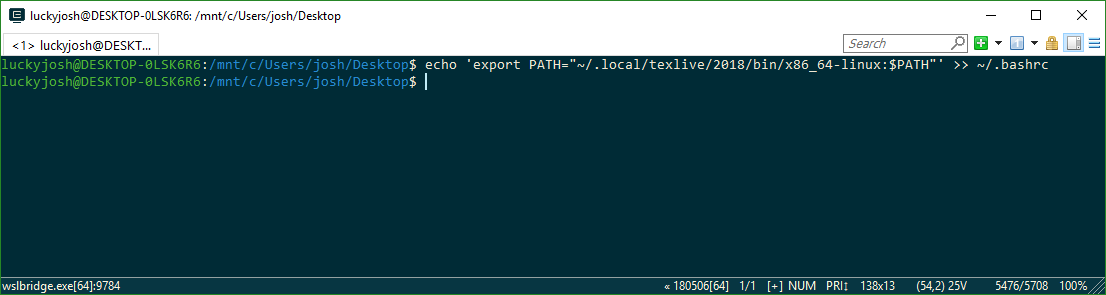 luckyjosh@DESKTOP-0LSK6R6: /mnt/c/Users/josh/Desktop
<1> luckyjosh@DESKT...
Search
luckyjosh@DESKTOP-0LSK6R6:/mnt/c/Users/josh/Desktop$ echo 'export PATH="~/.local/texlive/2018/bin/x86_64-linux:$PATH"' >> ~/.bashrc
luckyjosh@DESKTOP-0LSK6R6:/mnt/c/Users/josh/Desktop$
wslbridge.exe[64]:9784 « 180506[64] 1/1 [+] NUM PRI↕ 138x13 (54,2) 25V 5476/5708 100%